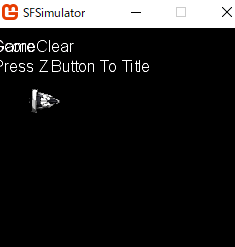 SFSimulator
Clear
Press Z Button To Title